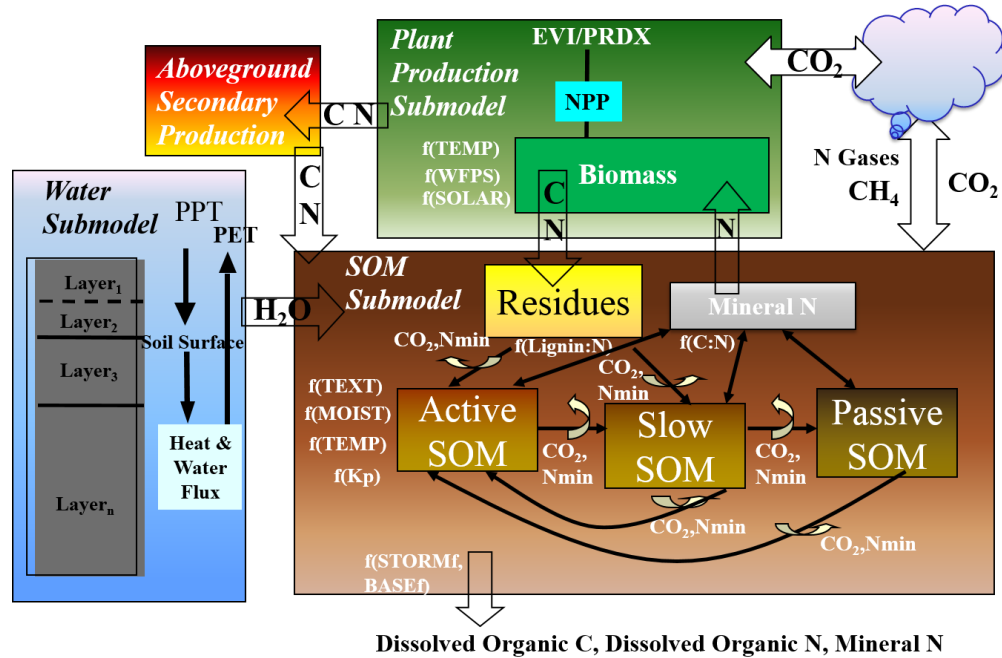 Plant
Production
Submodel
EVI/PRDX
NPP
f(TEMP)
f(WFPS)
f(SOLAR)
Biomass
CO2
N Gases
CH4
CO2
Aboveground
Secondary
Production
C N
C
N
C
N
N
Water
Submodel
PPT
PET
Layer1
Layer2
Layer3
Layern
Soil Surface
Heat &
Water
Flux
H2O
SOM
Submodel
Residues
Mineral N
CO2,Nmin
f(Lignin:N)
f(C:N)
CO2,
Nmin
f(TEXT)
f(MOIST)
f(TEMP)
f(Kp)
Active
SOM
CO2,
Nmin
Slow
SOM
CO2,
Nmin
Passive
SOM
CO2,Nmin
CO2,Nmin
f(STORMf,
BASEf)
Dissolved Organic C, Dissolved Organic N, Mineral N